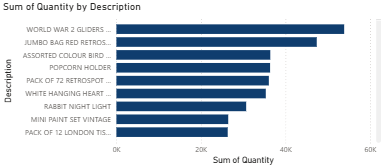 Sum of Quantity by Description
WORLD WAR 2 GLIDERS ...
JUMBO BAG RED RETROS...
ASSORTED COLOUR BIRD ...
POPCORN HOLDER
PACK OF 72 RETROSPOT ...
WHITE HANGING HEART ...
RABBIT NIGHT LIGHT
MINI PAINT SET VINTAGE
PACK OF 12 LONDON TIS...
Description
0K 20K 40K 60K
Sum of Quantity